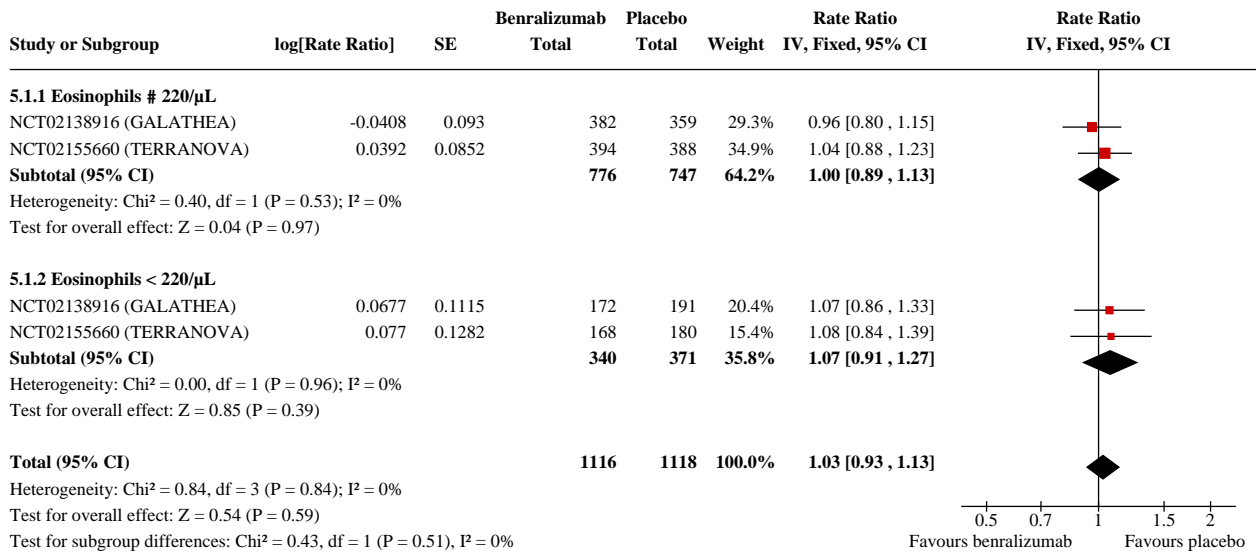 Benralizumab Placebo Rate Ratio Rate Ratio
Study or Subgroup log[Rate Ratio] SE Total Total Weight IV, Fixed, 95% CI IV, Fixed, 95% CI
5.1.1 Eosinophils # 220/µL
NCT02138916 (GALATHEA) -0.0408 0.093 382 359 29.3% 0.96 [0.80 , 1.15]
NCT02155660 (TERRANOVA) 0.0392 0.0852 394 388 34.9% 1.04 [0.88 , 1.23]
Subtotal (95% CI) 776 747 64.2% 1.00 [0.89 , 1.13]
Heterogeneity: Chi² = 0.40, df = 1 (P = 0.53); I² = 0%
Test for overall effect: Z = 0.04 (P = 0.97)
5.1.2 Eosinophils < 220/µL
NCT02138916 (GALATHEA) 0.0677 0.1115 172 191 20.4% 1.07 [0.86 , 1.33]
NCT02155660 (TERRANOVA) 0.077 0.1282 168 180 15.4% 1.08 [0.84 , 1.39]
Subtotal (95% CI) 340 371 35.8% 1.07 [0.91 , 1.27]
Heterogeneity: Chi² = 0.00, df = 1 (P = 0.96); I² = 0%
Test for overall effect: Z = 0.85 (P = 0.39)
Total (95% CI) 1116 1118 100.0% 1.03 [0.93 , 1.13]
Heterogeneity: Chi² = 0.84, df = 3 (P = 0.84); I² = 0%
Test for overall effect: Z = 0.54 (P = 0.59)
0.5 0.7 1 1.5 2
Test for subgroup differences: Chi² = 0.43, df = 1 (P = 0.51), I² = 0% Favours benralizumab Favours placebo